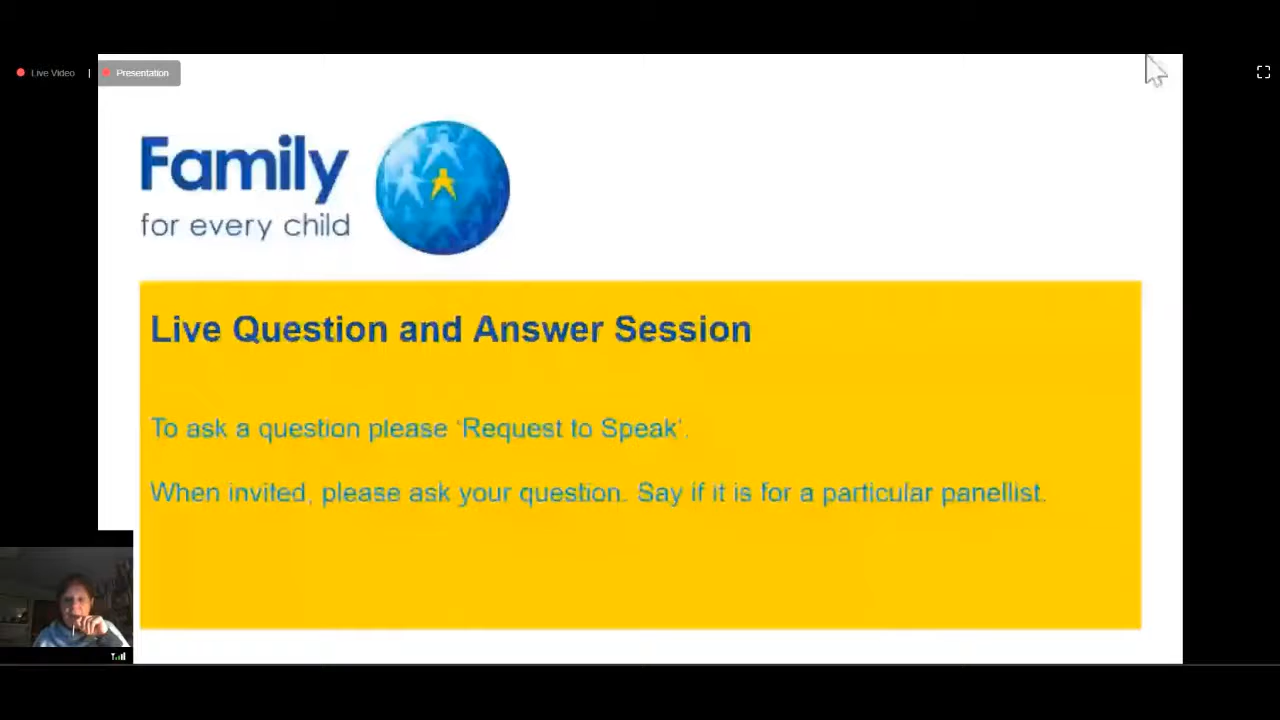 Live Video | Presentation
Family
for every child
Live Question and Answer Session
To ask a question please 'Request to Speak'.
When invited, please ask your question. Say if it is for a particular panellist.